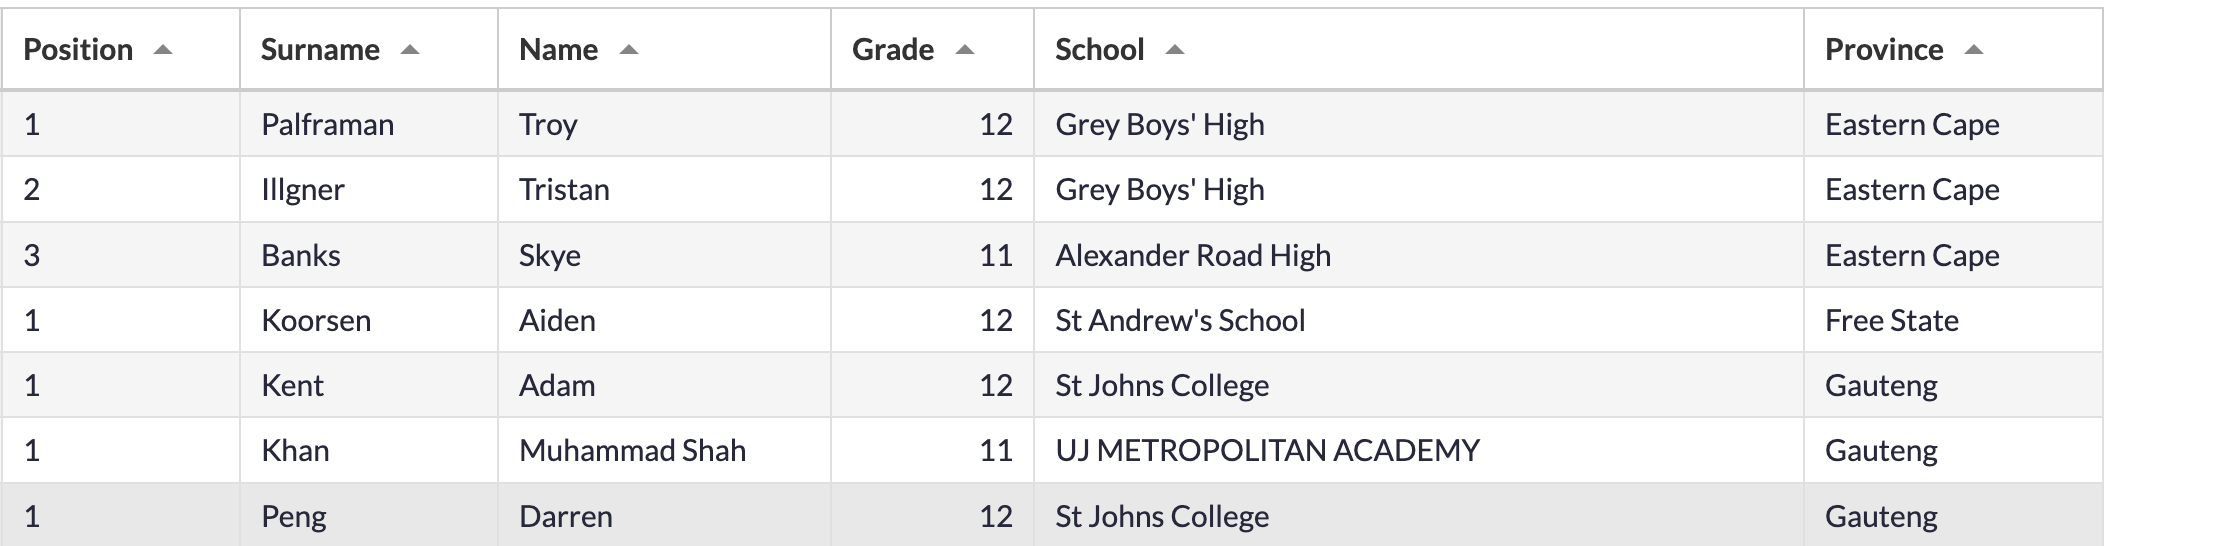 Position Surname Name Grade School Province
1 Palframan Troy 12 Grey Boys' High Eastern Cape
2 Illgner Tristan 12 Grey Boys' High Eastern Cape
3 Banks Skye 11 Alexander Road High Eastern Cape
1 Koorsen Aiden 12 St Andrew's School Free State
1 Kent Adam 12 St Johns College Gauteng
1 Khan Muhammad Shah 11 UJ METROPOLITAN ACADEMY Gauteng
1 Peng Darren 12 St Johns College Gauteng